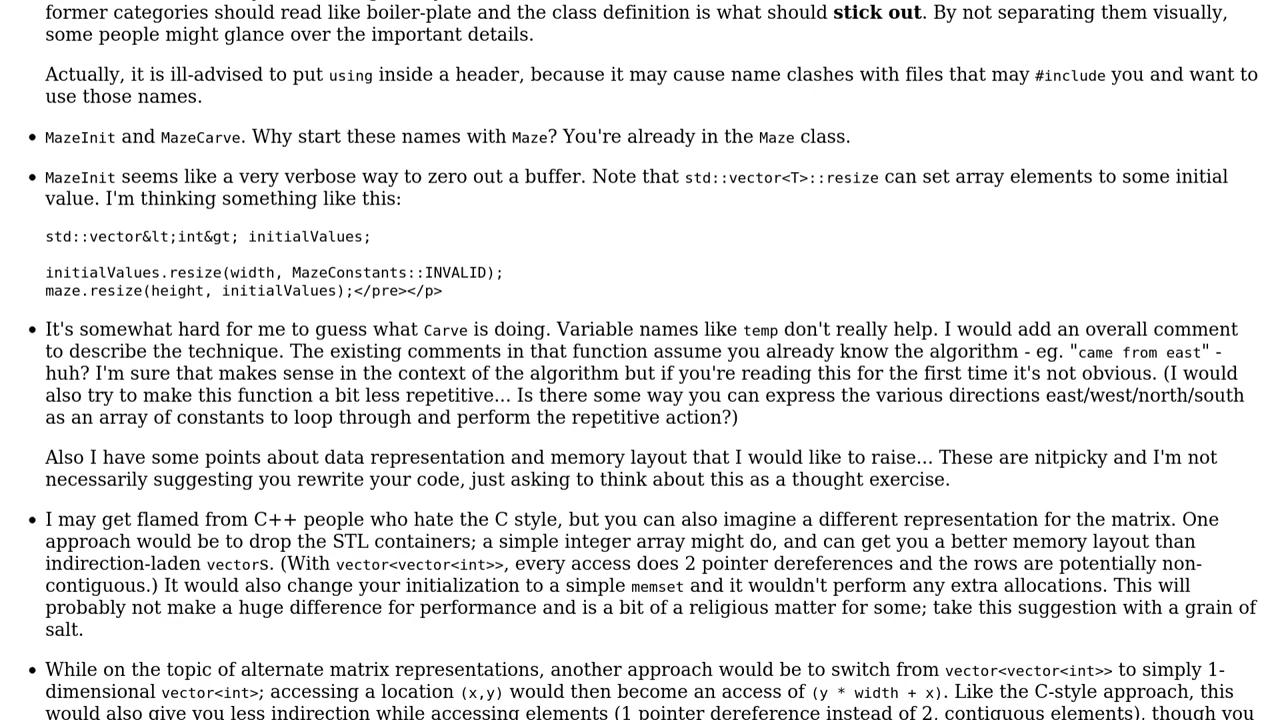 former categories should read like boiler-plate and the class definition is what should stick out. By not separating them visually,
some people might glance over the important details.
Actually, it is ill-advised to put using inside a header, because it may cause name clashes with files that may #include you and want to
use those names.
• MazeInit and MazeCarve. Why start these names with Maze? You're already in the Maze class.
• MazeInit seems like a very verbose way to zero out a buffer. Note that std::vector<T>::resize can set array elements to some initial
value. I'm thinking something like this:
std::vector&lt;int&gt; initialValues;
initialValues.resize(width, MazeConstants::INVALID);
maze.resize(height, initialValues);</pre></p>
• It's somewhat hard for me to guess what Carve is doing. Variable names like temp don't really help. I would add an overall comment
to describe the technique. The existing comments in that function assume you already know the algorithm - eg. "came from east" -
huh? I'm sure that makes sense in the context of the algorithm but if you're reading this for the first time it's not obvious. (I would
also try to make this function a bit less repetitive... Is there some way you can express the various directions east/west/north/south
as an array of constants to loop through and perform the repetitive action?)
Also I have some points about data representation and memory layout that I would like to raise... These are nitpicky and I'm not
necessarily suggesting you rewrite your code, just asking to think about this as a thought exercise.
• I may get flamed from C++ people who hate the C style, but you can also imagine a different representation for the matrix. One
approach would be to drop the STL containers; a simple integer array might do, and can get you a better memory layout than
indirection-laden vectors. (With vector<vector<int>>, every access does 2 pointer dereferences and the rows are potentially non-
contiguous.) It would also change your initialization to a simple memset and it wouldn't perform any extra allocations. This will
probably not make a huge difference for performance and is a bit of a religious matter for some; take this suggestion with a grain of
salt.
• While on the topic of alternate matrix representations, another approach would be to switch from vector<vector<int>> to simply 1-
dimensional vector<int>; accessing a location (x,y) would then become an access of (y * width + x). Like the C-style approach, this
would also give you less indirection while accessing elements (1 pointer dereference instead of 2, contiguous elements), though you